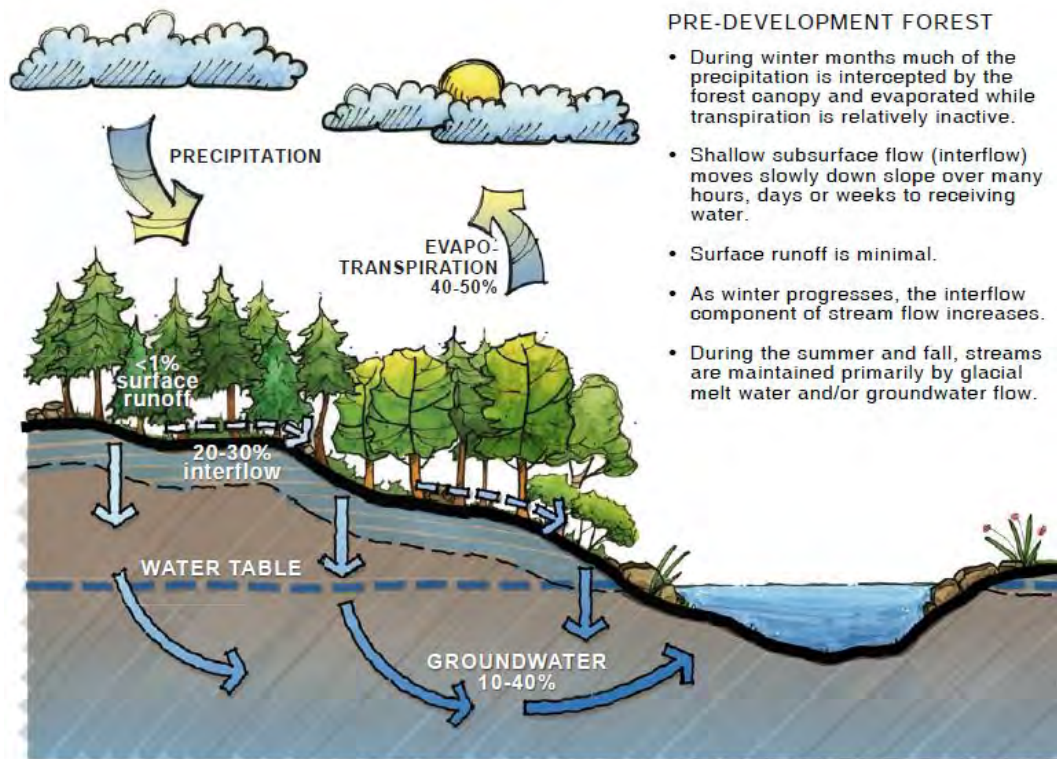 PRE-DEVELOPMENT FOREST
• During winter months much of the
precipitation is intercepted by the
forest canopy and evaporated while
transpiration is relatively inactive.
• Shallow subsurface flow (interflow)
moves slowly down slope over many
hours, days or weeks to receiving
water.
• Surface runoff is minimal.
• As winter progresses, the interflow
component of stream flow increases.
• During the summer and fall, streams
are maintained primarily by glacial
melt water and/or groundwater flow.
PRECIPITATION
EVAPO-
TRANSPIRATION
40-50%
<1%
surface
runoff
20-30%
interflow
WATER TABLE
GROUNDWATER
10-40%